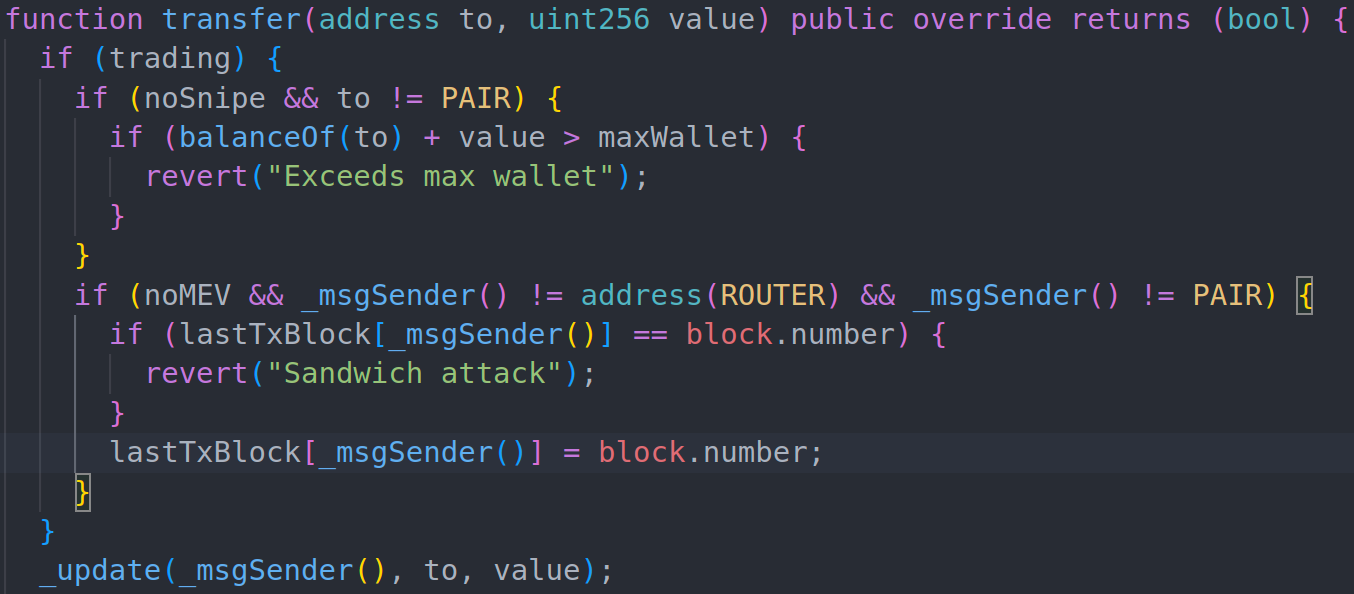 function transfer(address to, uint256 value) public override returns (bool) {
if (trading) {
if (noSnipe && to != PAIR) {
if (balanceOf(to) + value > maxWallet) {
revert("Exceeds max wallet");
}
}
if (noMEV && _msgSender() != address(ROUTER) && _msgSender() != PAIR) {
if (lastTxBlock[_msgSender()] == block.number) {
revert("Sandwich attack");
}
lastTxBlock[_msgSender()] = block.number;
}
}
_update(_msgSender(), to, value);